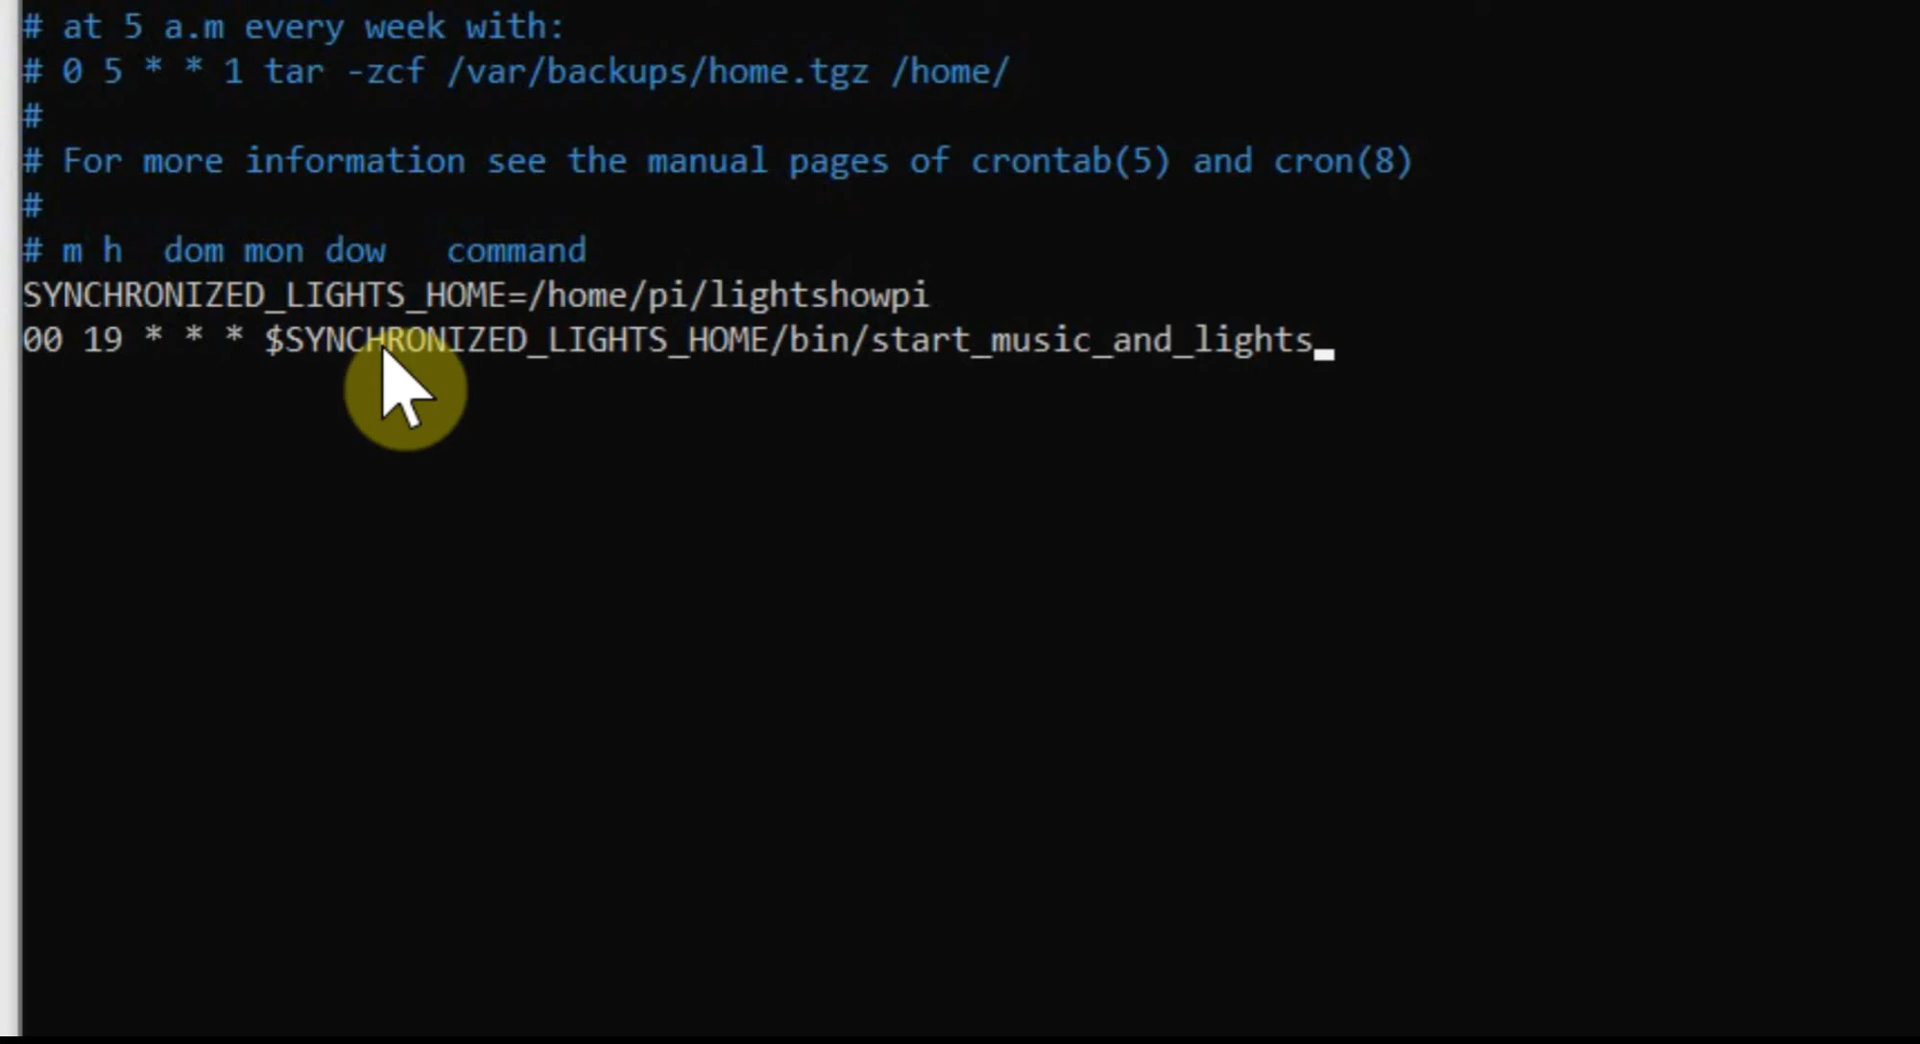 # at 5 a.m every week with:
# 0 5 * * 1 tar -zcf /var/backups/home.tgz /home/
#
# For more information see the manual pages of crontab(5) and cron(8)
#
# m h  dom mon dow   command
SYNCHRONIZED_LIGHTS_HOME=/home/pi/lightshowpi
00 19 * * * $SYNCHRONIZED_LIGHTS_HOME/bin/start_music_and_lights